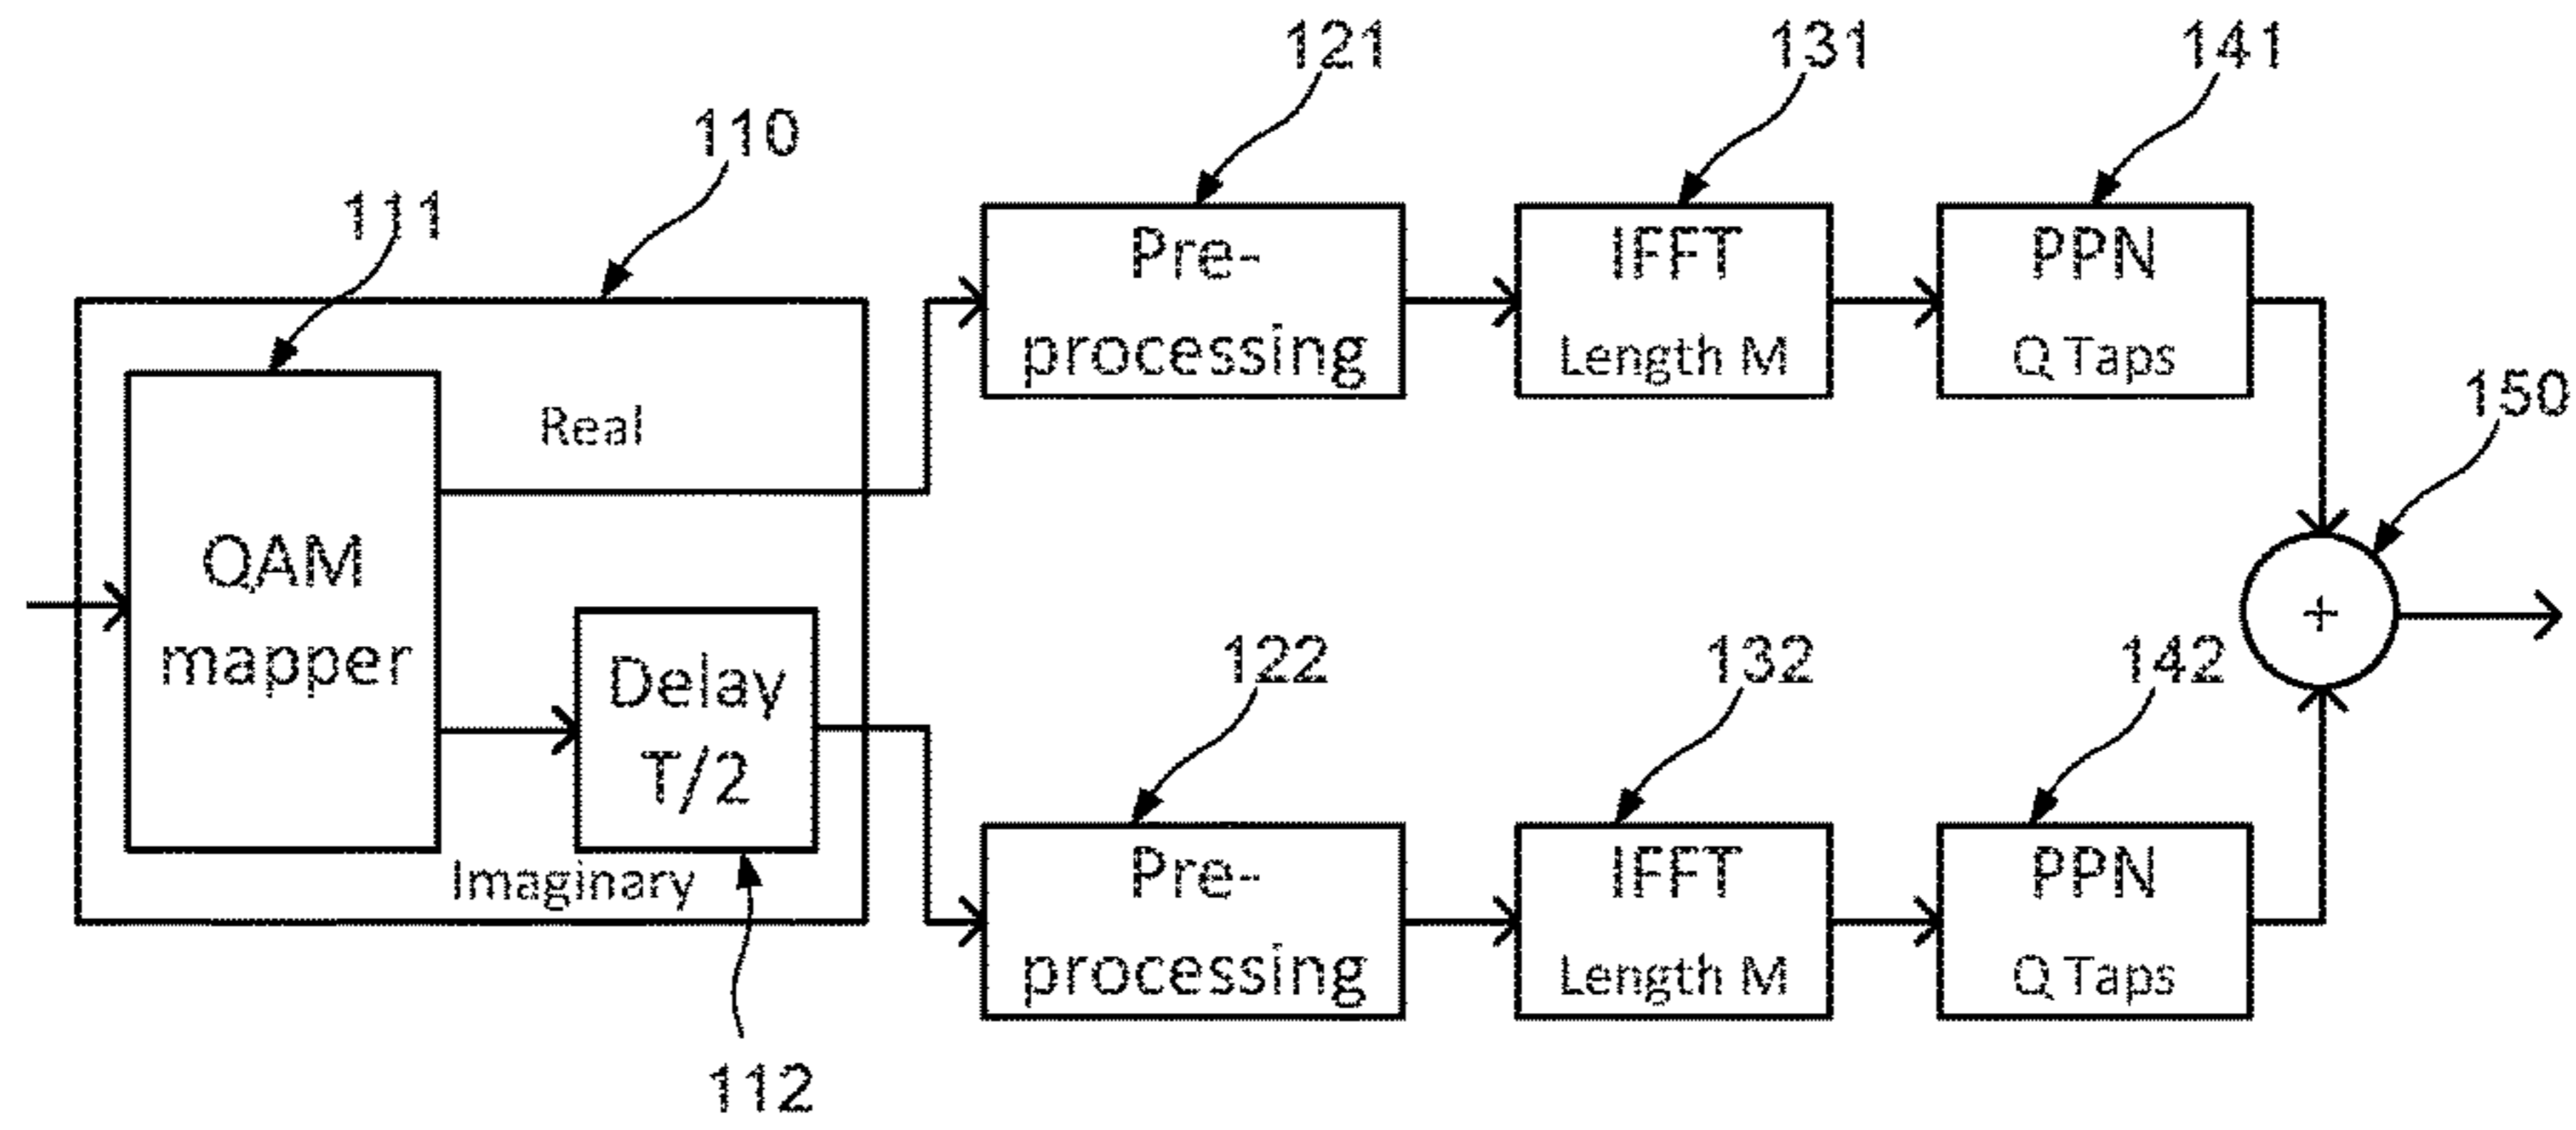 121
131
141
110
111
Pre-
processing
IFFT
Length M
PPN
Q Taps
150
Real
QAM
mapper
+
Delay
T/2
122
132
142
Imaginary
Pre-
processing
IFFT
Length M
PPN
Q Taps
112